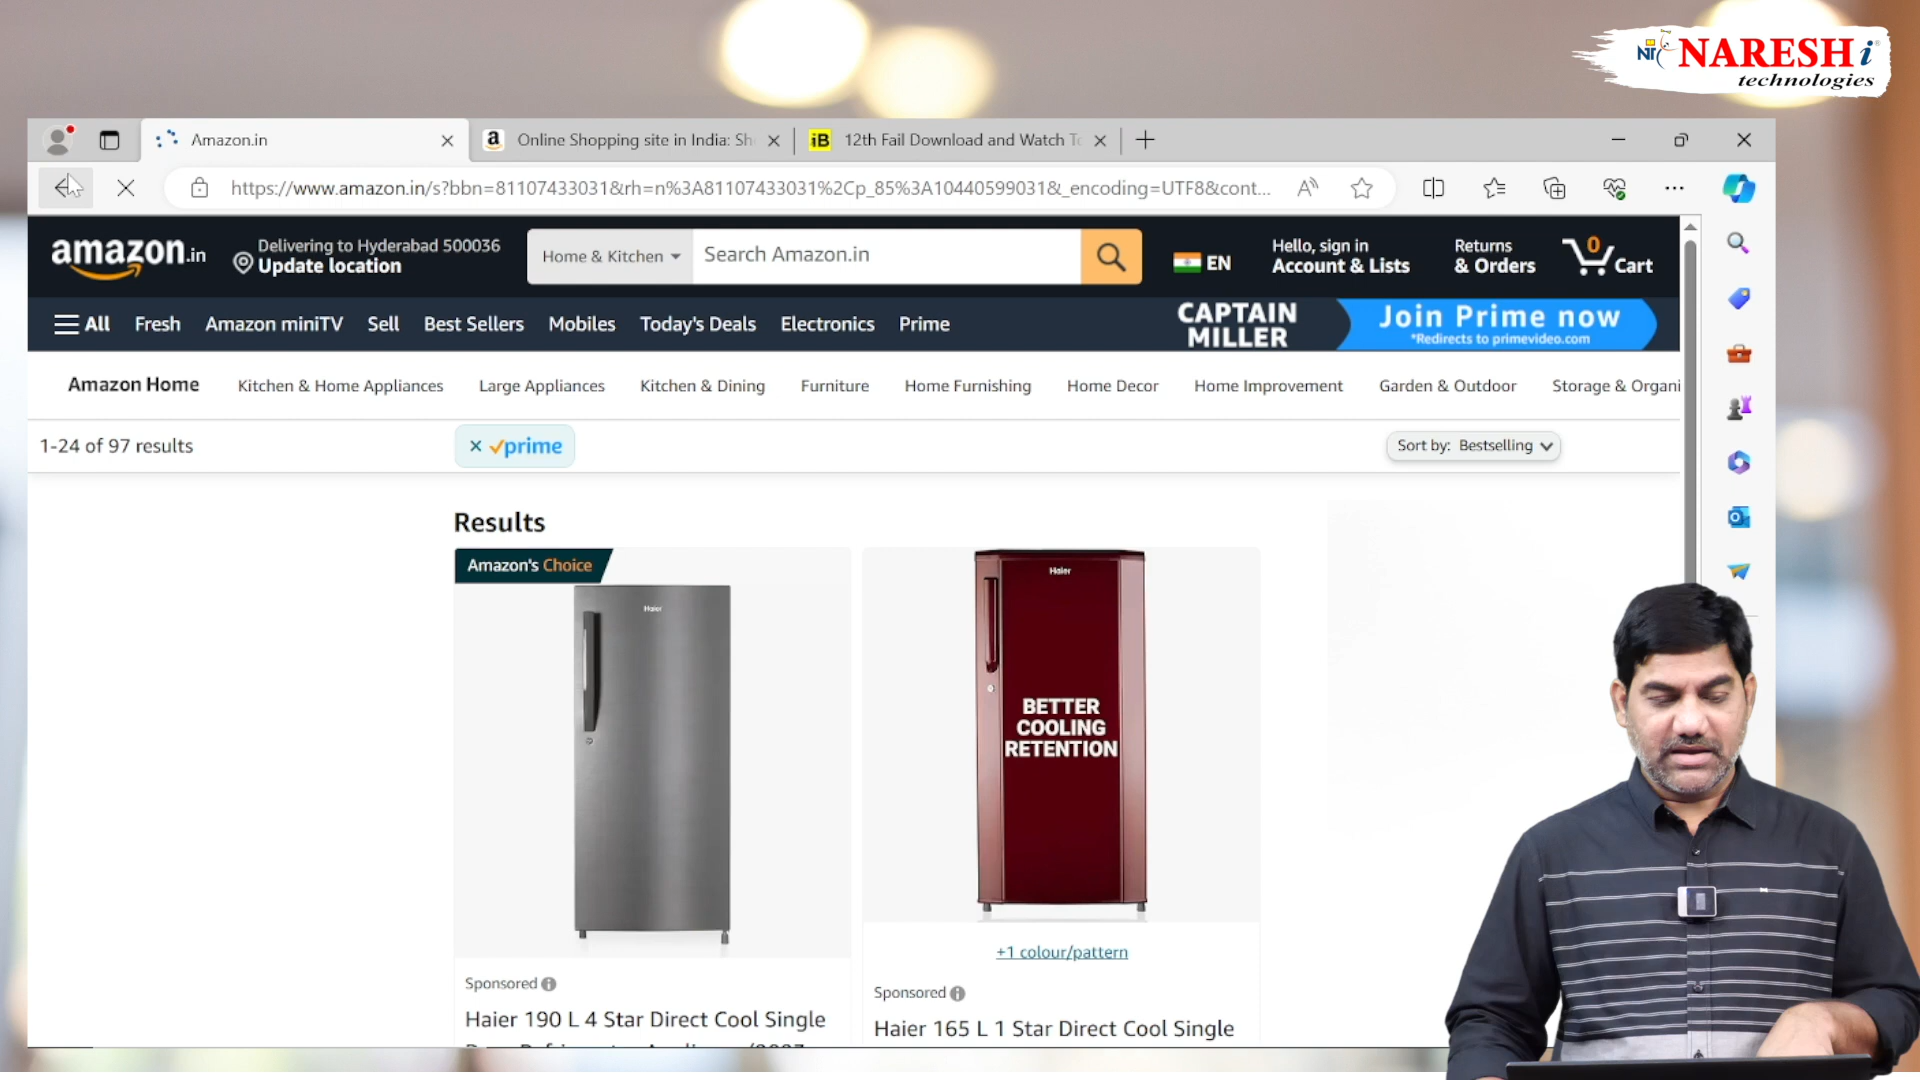 NIT NARESH i
technologies
Amazon.in
Online Shopping site in India: Sh
iB 12th Fail Download and Watch To
https://www.amazon.in/s?bbn=81107433031&rh=n%3A81107433031%2Cp_85%3A10440599031&_encoding=UTF8&cont...
amazon.in
Delivering to Hyderabad 500036
Update location
Home & Kitchen
Search Amazon.in
EN
Hello, sign in
Account & Lists
Returns
& Orders
0
Cart
All Fresh Amazon miniTV Sell Best Sellers Mobiles Today's Deals Electronics Prime
CAPTAIN
MILLER
Join Prime now
*Redirects to primevideo.com
Amazon Home Kitchen & Home Appliances Large Appliances Kitchen & Dining Furniture Home Furnishing Home Decor Home Improvement Garden & Outdoor Storage & Organi
1-24 of 97 results
× prime
Sort by: Bestselling
Results
Amazon's Choice
Haier
Haier
BETTER
COOLING
RETENTION
+1 colour/pattern
Sponsored
Sponsored
Haier 190 L 4 Star Direct Cool Single
Haier 165 L 1 Star Direct Cool Single